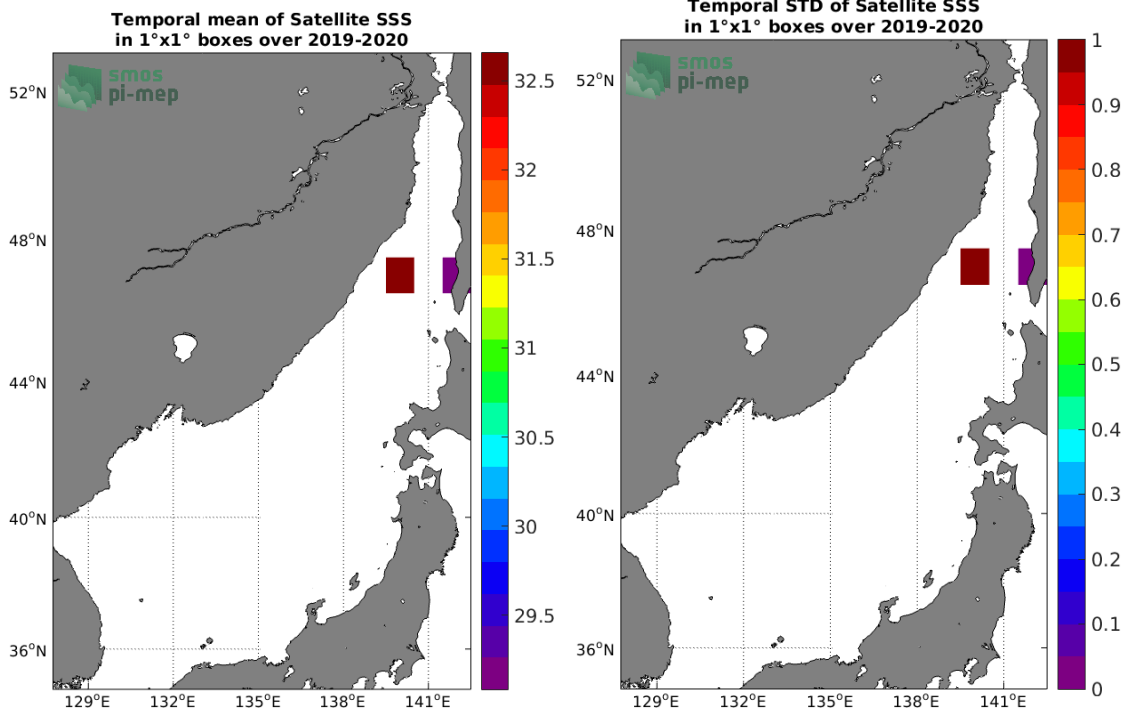 Temporal mean of Satellite SSS
in 1°x1° boxes over 2019-2020
smos
pi-mep
52°N
48°N
44°N
40°N
36°N
129°E
132°E
135°E
138°E
141°E
32.5
32
31.5
31
30.5
30
29.5
Temporal STD of Satellite SSS
in 1°x1° boxes over 2019-2020
smos
pi-mep
52°N
48°N
44°N
40°N
36°N
129°E
132°E
135°E
138°E
141°E
1
0.9
0.8
0.7
0.6
0.5
0.4
0.3
0.2
0.1
0